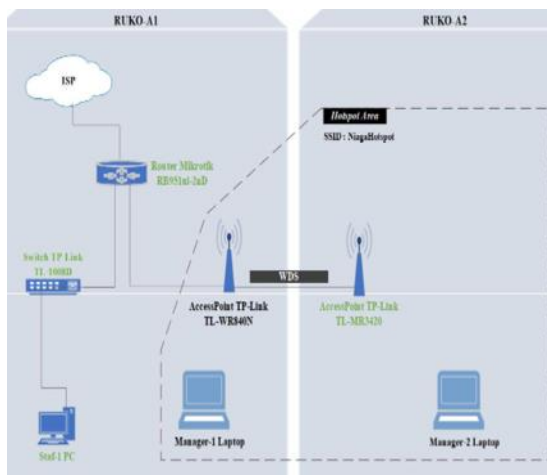 RUKO-A1
RUKO-A2
ISP
Hotspot Area
SSID : NiagaHotspot
Router Mikrotik
RB951ui-2nD
Switch TP Link
TL-1008D
WDS
AccessPoint TP-Link
TL-WR840N
AccessPoint TP-Link
TL-MR3420
Staf-1 PC
Manager-1 Laptop
Manager-2 Laptop